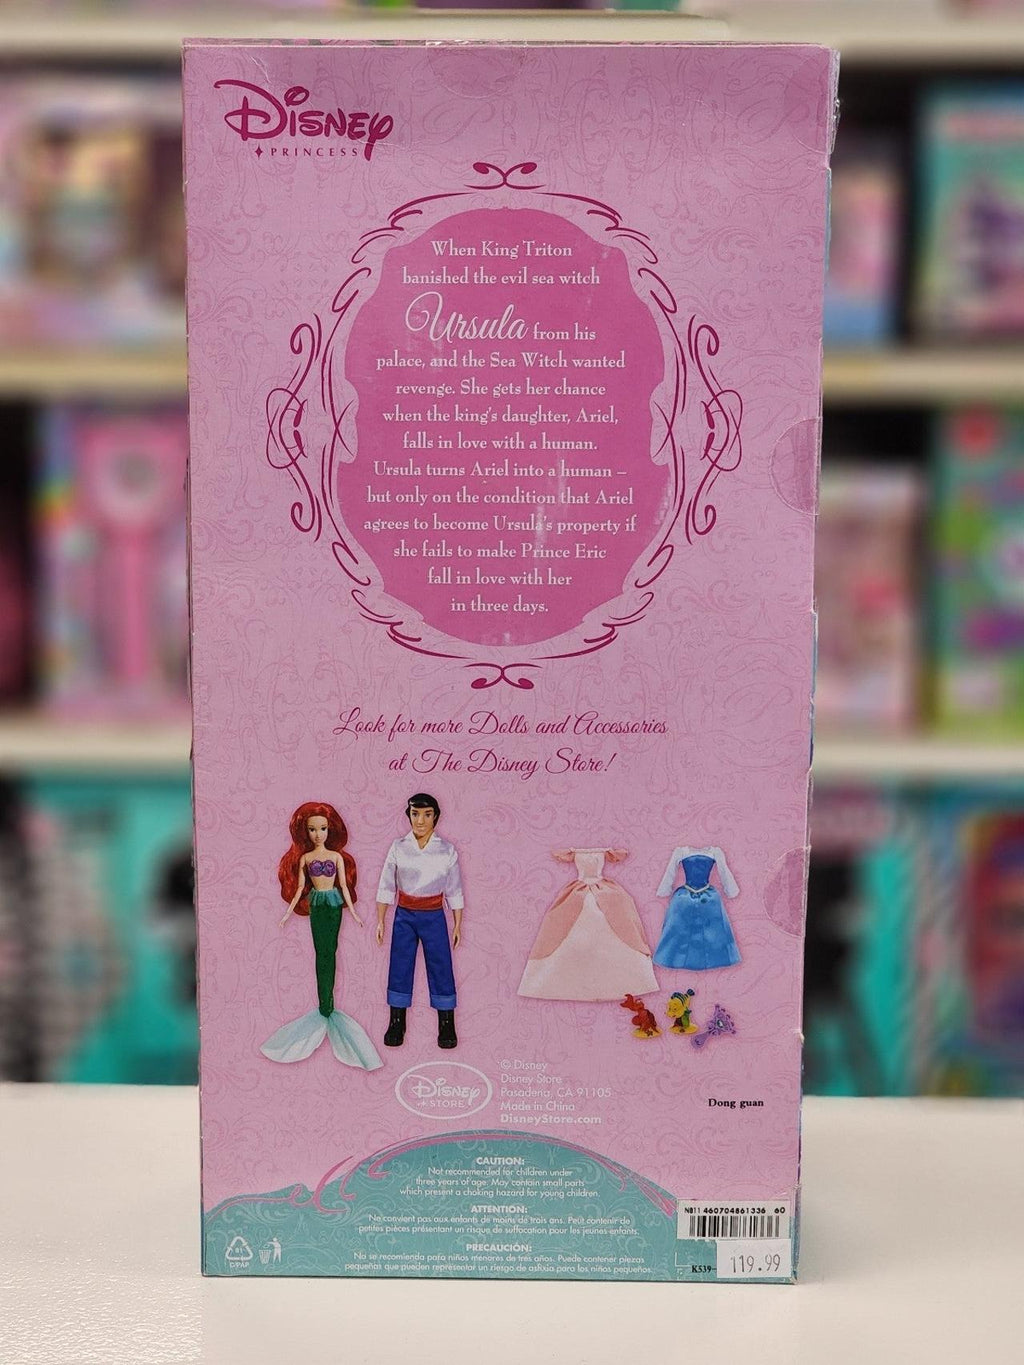 Disney
PRINCESS
When King Triton
banished the evil sea witch
Ursula from his
palace, and the Sea Witch wanted
revenge. She gets her chance
when the king's daughter, Ariel,
falls in love with a human.
Ursula turns Ariel into a human –
but only on the condition that Ariel
agrees to become Ursula's property if
she fails to make Prince Eric
fall in love with her
in three days.
Look for more Dolls and Accessories
at The Disney Store!
Disney
STORE
© Disney
Disney Store
Pasadena, CA 91105
Made in China
DisneyStore.com
Dong guan
CAUTION:
Not recommended for children under
three years of age. May contain small parts
which present a choking hazard for young children.
ATTENTION:
Ne convient pas aux enfants de moins de trois ans. Peut contenir de
petites pièces présentant un risque de suffocation pour les jeunes enfants.
PRECAUCIÓN:
No se recomienda para niños menores de tres años. Puede contener piezas
pequeñas que pueden representar un riesgo de asfixia para los niños pequeños.
01
C/PAP
NB11 460704861336 60
K539-
119.99